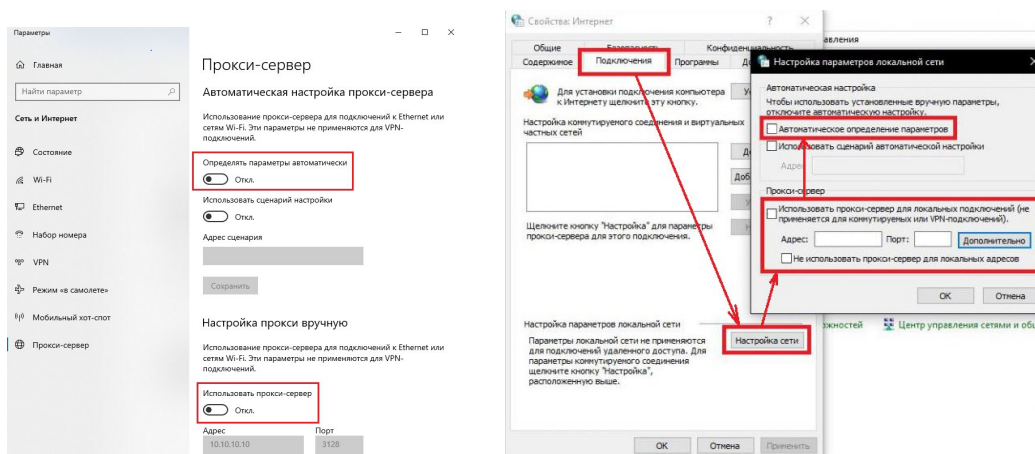 Параметры
Главная
Найти параметр
Сеть и Интернет
Состояние
Wi-Fi
Ethernet
Набор номера
VPN
Режим «в самолете»
Мобильный хот-спот
Прокси-сервер
Прокси-сервер
Автоматическая настройка прокси-сервера
Использование прокси-сервера для подключений к Ethernet или
сетям Wi-Fi. Эти параметры не применяются для VPN-
подключений.
Определять параметры автоматически
Откл.
Использовать сценарий настройки
Откл.
Адрес сценария
Сохранить
Настройка прокси вручную
Использование прокси-сервера для подключений к Ethernet или
сетям Wi-Fi. Эти параметры не применяются для VPN-
подключений.
Использовать прокси-сервер
Откл.
Адрес Порт
10.10.10.10 3128
Свойства: Интернет
Общие Безопасность Конфиденциальность
Содержимое Подключения Программы
Для установки подключения компьютера
к Интернету щелкните эту кнопку.
Настройка коммутируемого соединения и виртуальных
частных сетей
Щелкните кнопку "Настройка" для параметры
прокси-сервера для этого подключения.
Настройка параметров локальной сети
Параметры локальной сети не применяются
для подключений удаленного доступа. Для
параметры коммутируемого соединения
щелкните кнопку "Настройка",
расположенную выше.
Настройка сети
ОК Отмена Применить
Настройка параметров локальной сети
Автоматическая настройка
Чтобы использовать установленные вручную параметры,
отключите автоматическую настройку.
Автоматическое определение параметров
Использовать сценарий автоматической настройки
Адрес
Прокси-сервер
Использовать прокси-сервер для локальных подключений (не
применяется для коммутируемых или VPN-подключений).
Адрес: Порт: Дополнительно
Не использовать прокси-сервер для локальных адресов
ОК Отмена
Центр управления сетями и